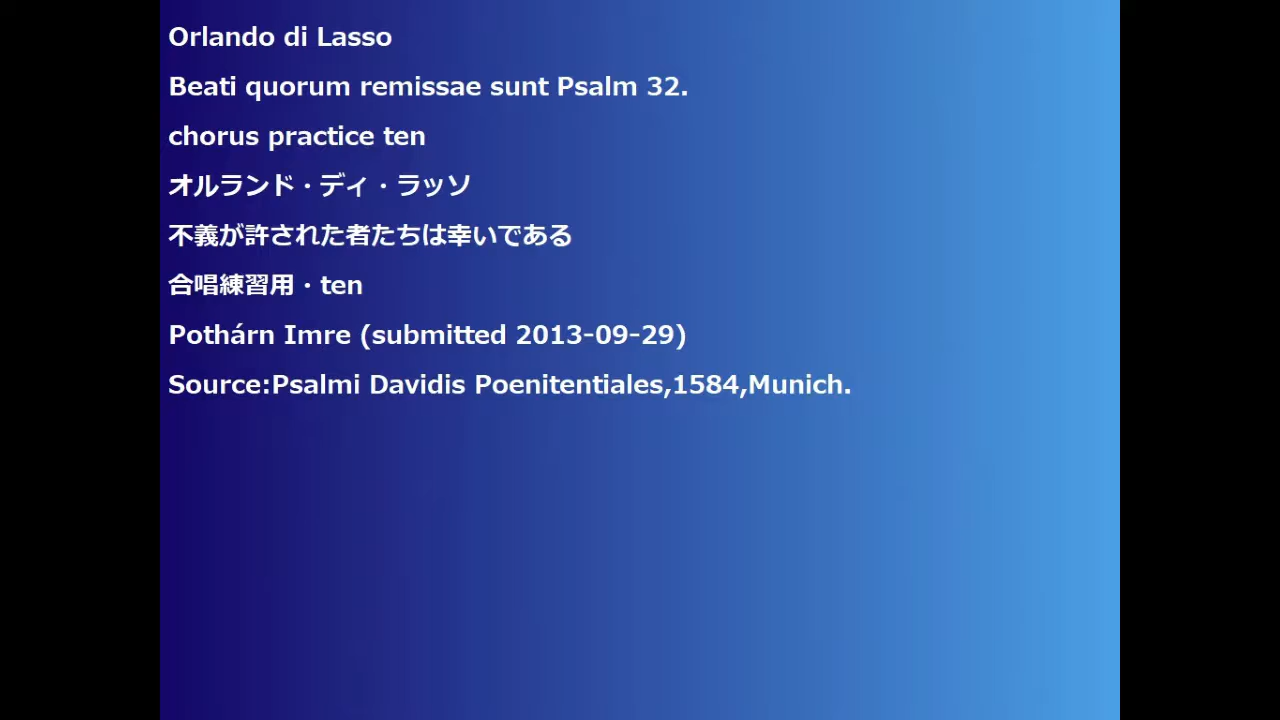 Orlando di Lasso
Beati quorum remissae sunt Psalm 32.
chorus practice ten
オルランド・ディ・ラッソ
不義が許された者たちは幸いである
合唱練習用・ten
Pothárn Imre (submitted 2013-09-29)
Source:Psalmi Davidis Poenitentiales,1584,Munich.